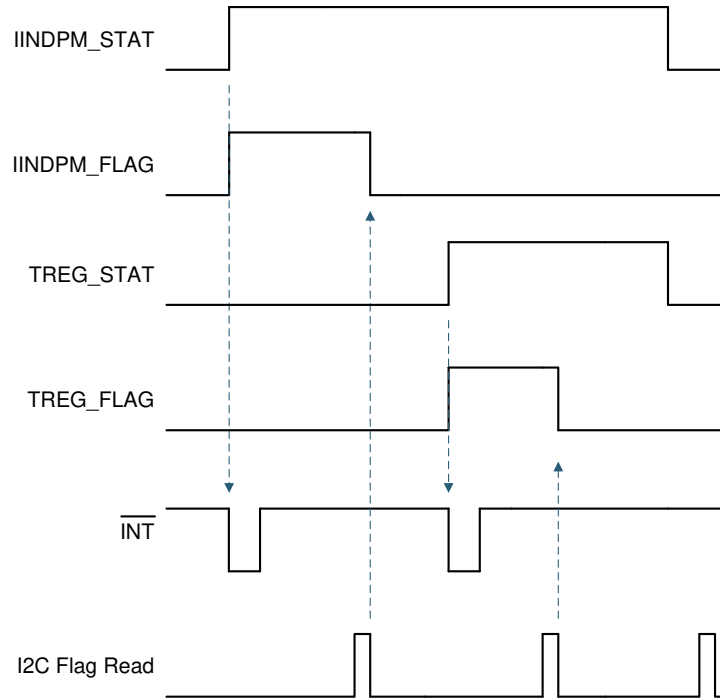 IINDPM_STAT
IINDPM_FLAG
TREG_STAT
TREG_FLAG
INT
I2C Flag Read